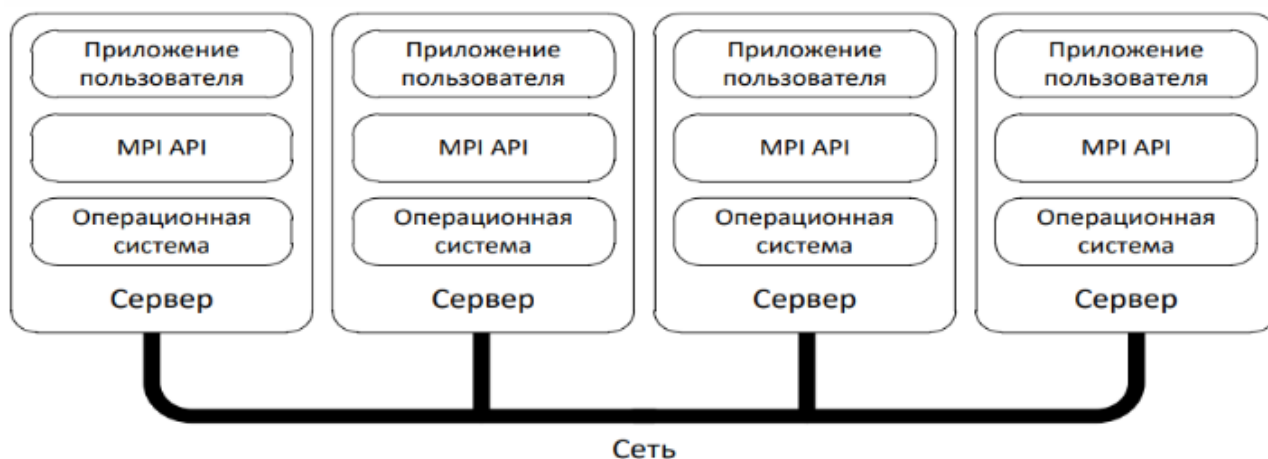 Приложение
пользователя
MPI API
Операционная
система
Сервер
Приложение
пользователя
MPI API
Операционная
система
Сервер
Приложение
пользователя
MPI API
Операционная
система
Сервер
Приложение
пользователя
MPI API
Операционная
система
Сервер
Сеть